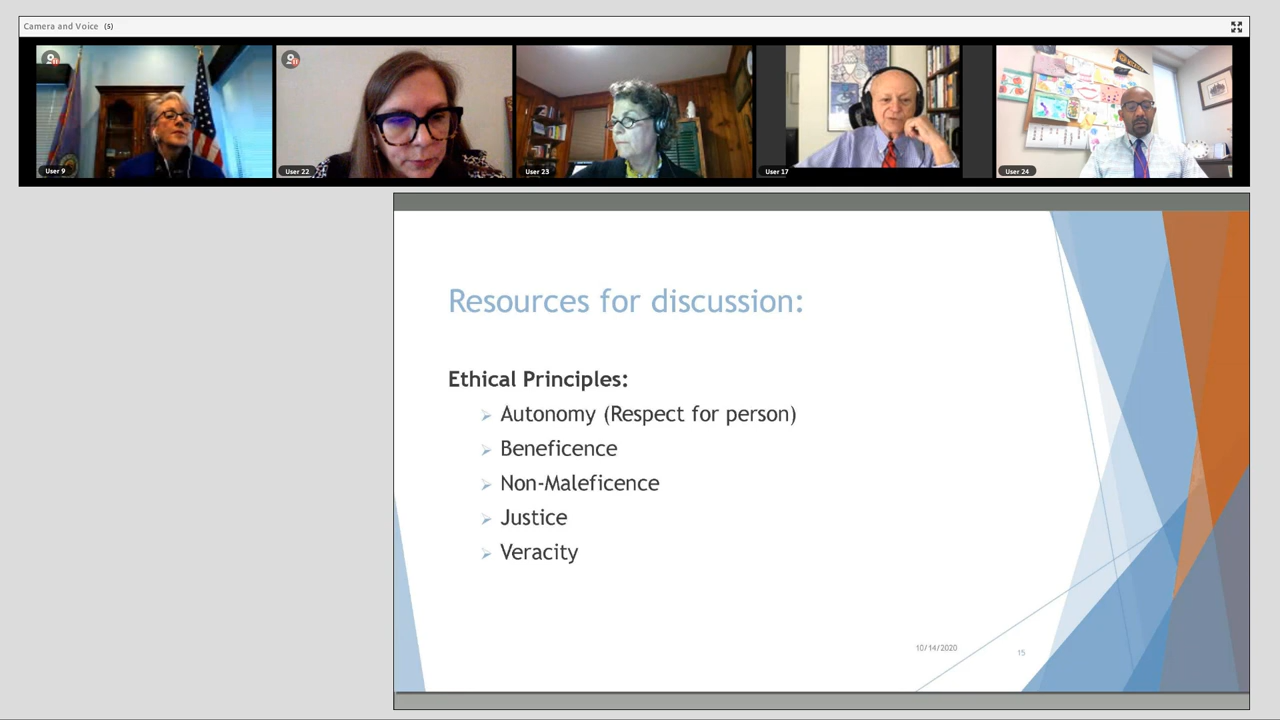 Camera and Voice (5)
User 9
User 22
User 23
User 17
User 24
Resources for discussion:
Ethical Principles:
Autonomy (Respect for person)
Beneficence
Non-Maleficence
Justice
Veracity
10/14/2020
15